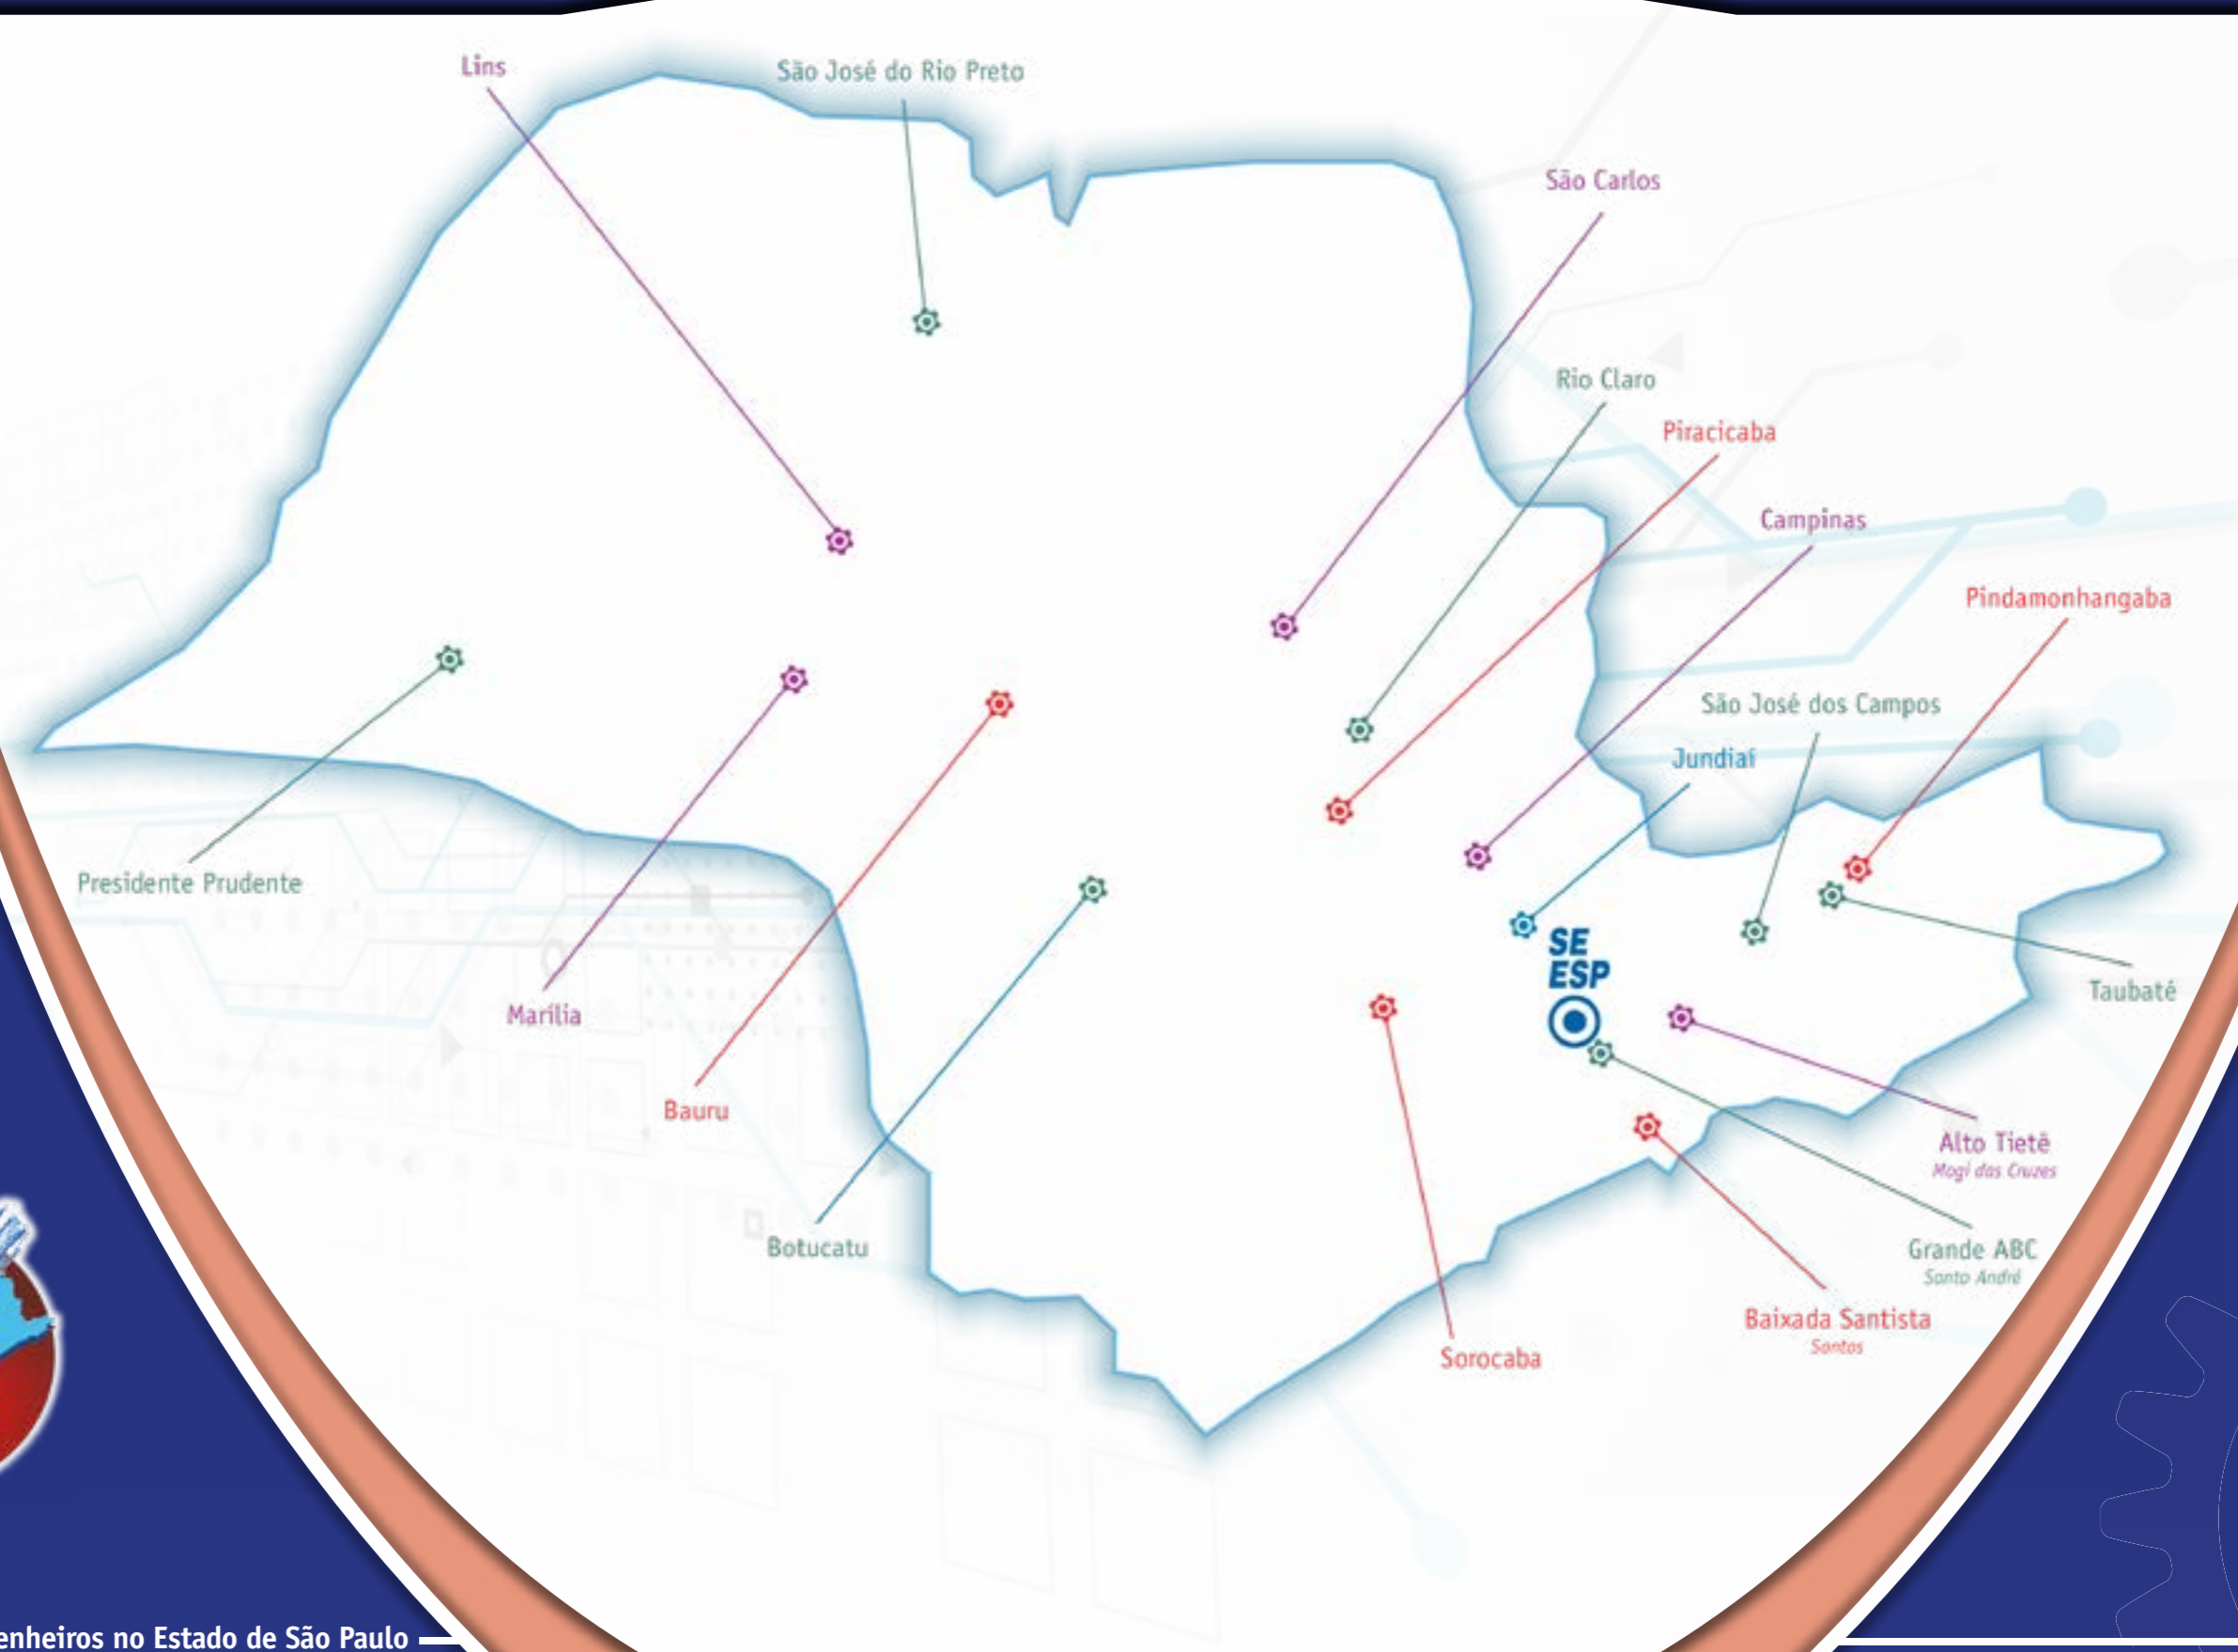 Lins
São José do Rio Preto
São Carlos
Rio Claro
Piracicaba
Campinas
Pindamonhangaba
São José dos Campos
Jundiaí
Presidente Prudente
SE
ESP
Taubaté
Marília
Bauru
Alto Tietê
Mogi das Cruzes
Botucatu
Grande ABC
Santo André
Baixada Santista
Santos
Sorocaba
enheiros no Estado de São Paulo